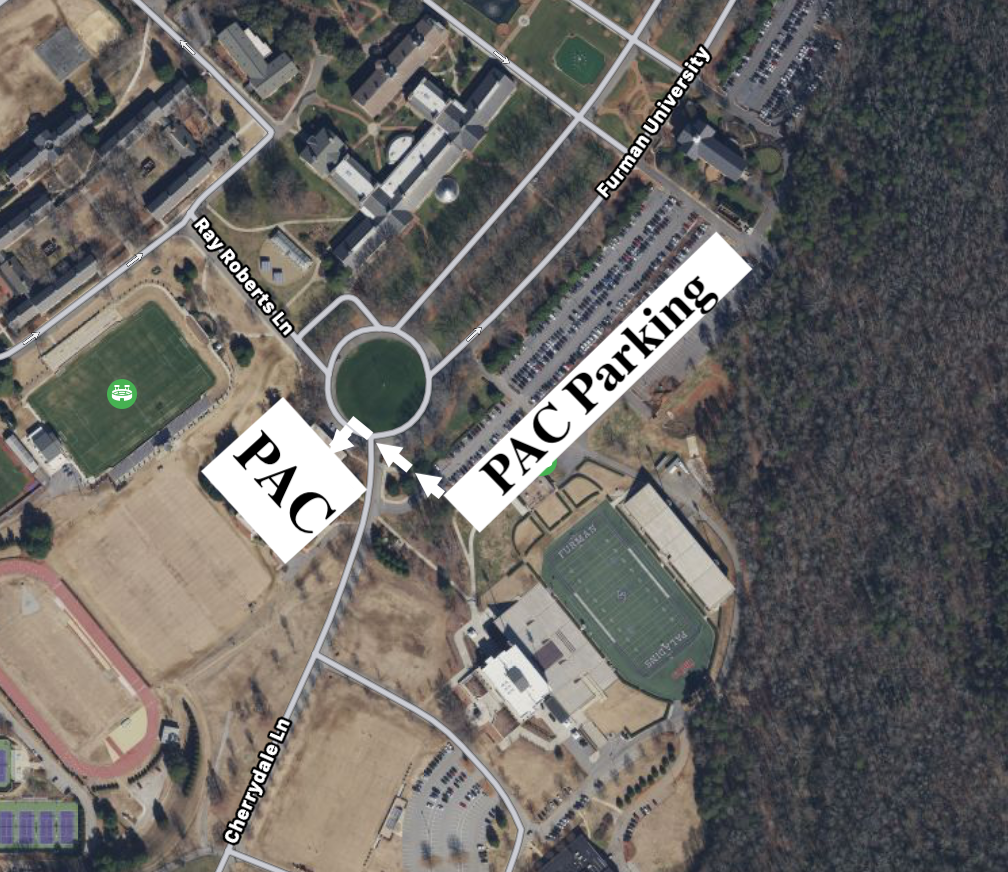 Furman University
Ray Roberts Ln
PAC Parking
PAC
FURMAN
PALADINS
Cherrydale Ln